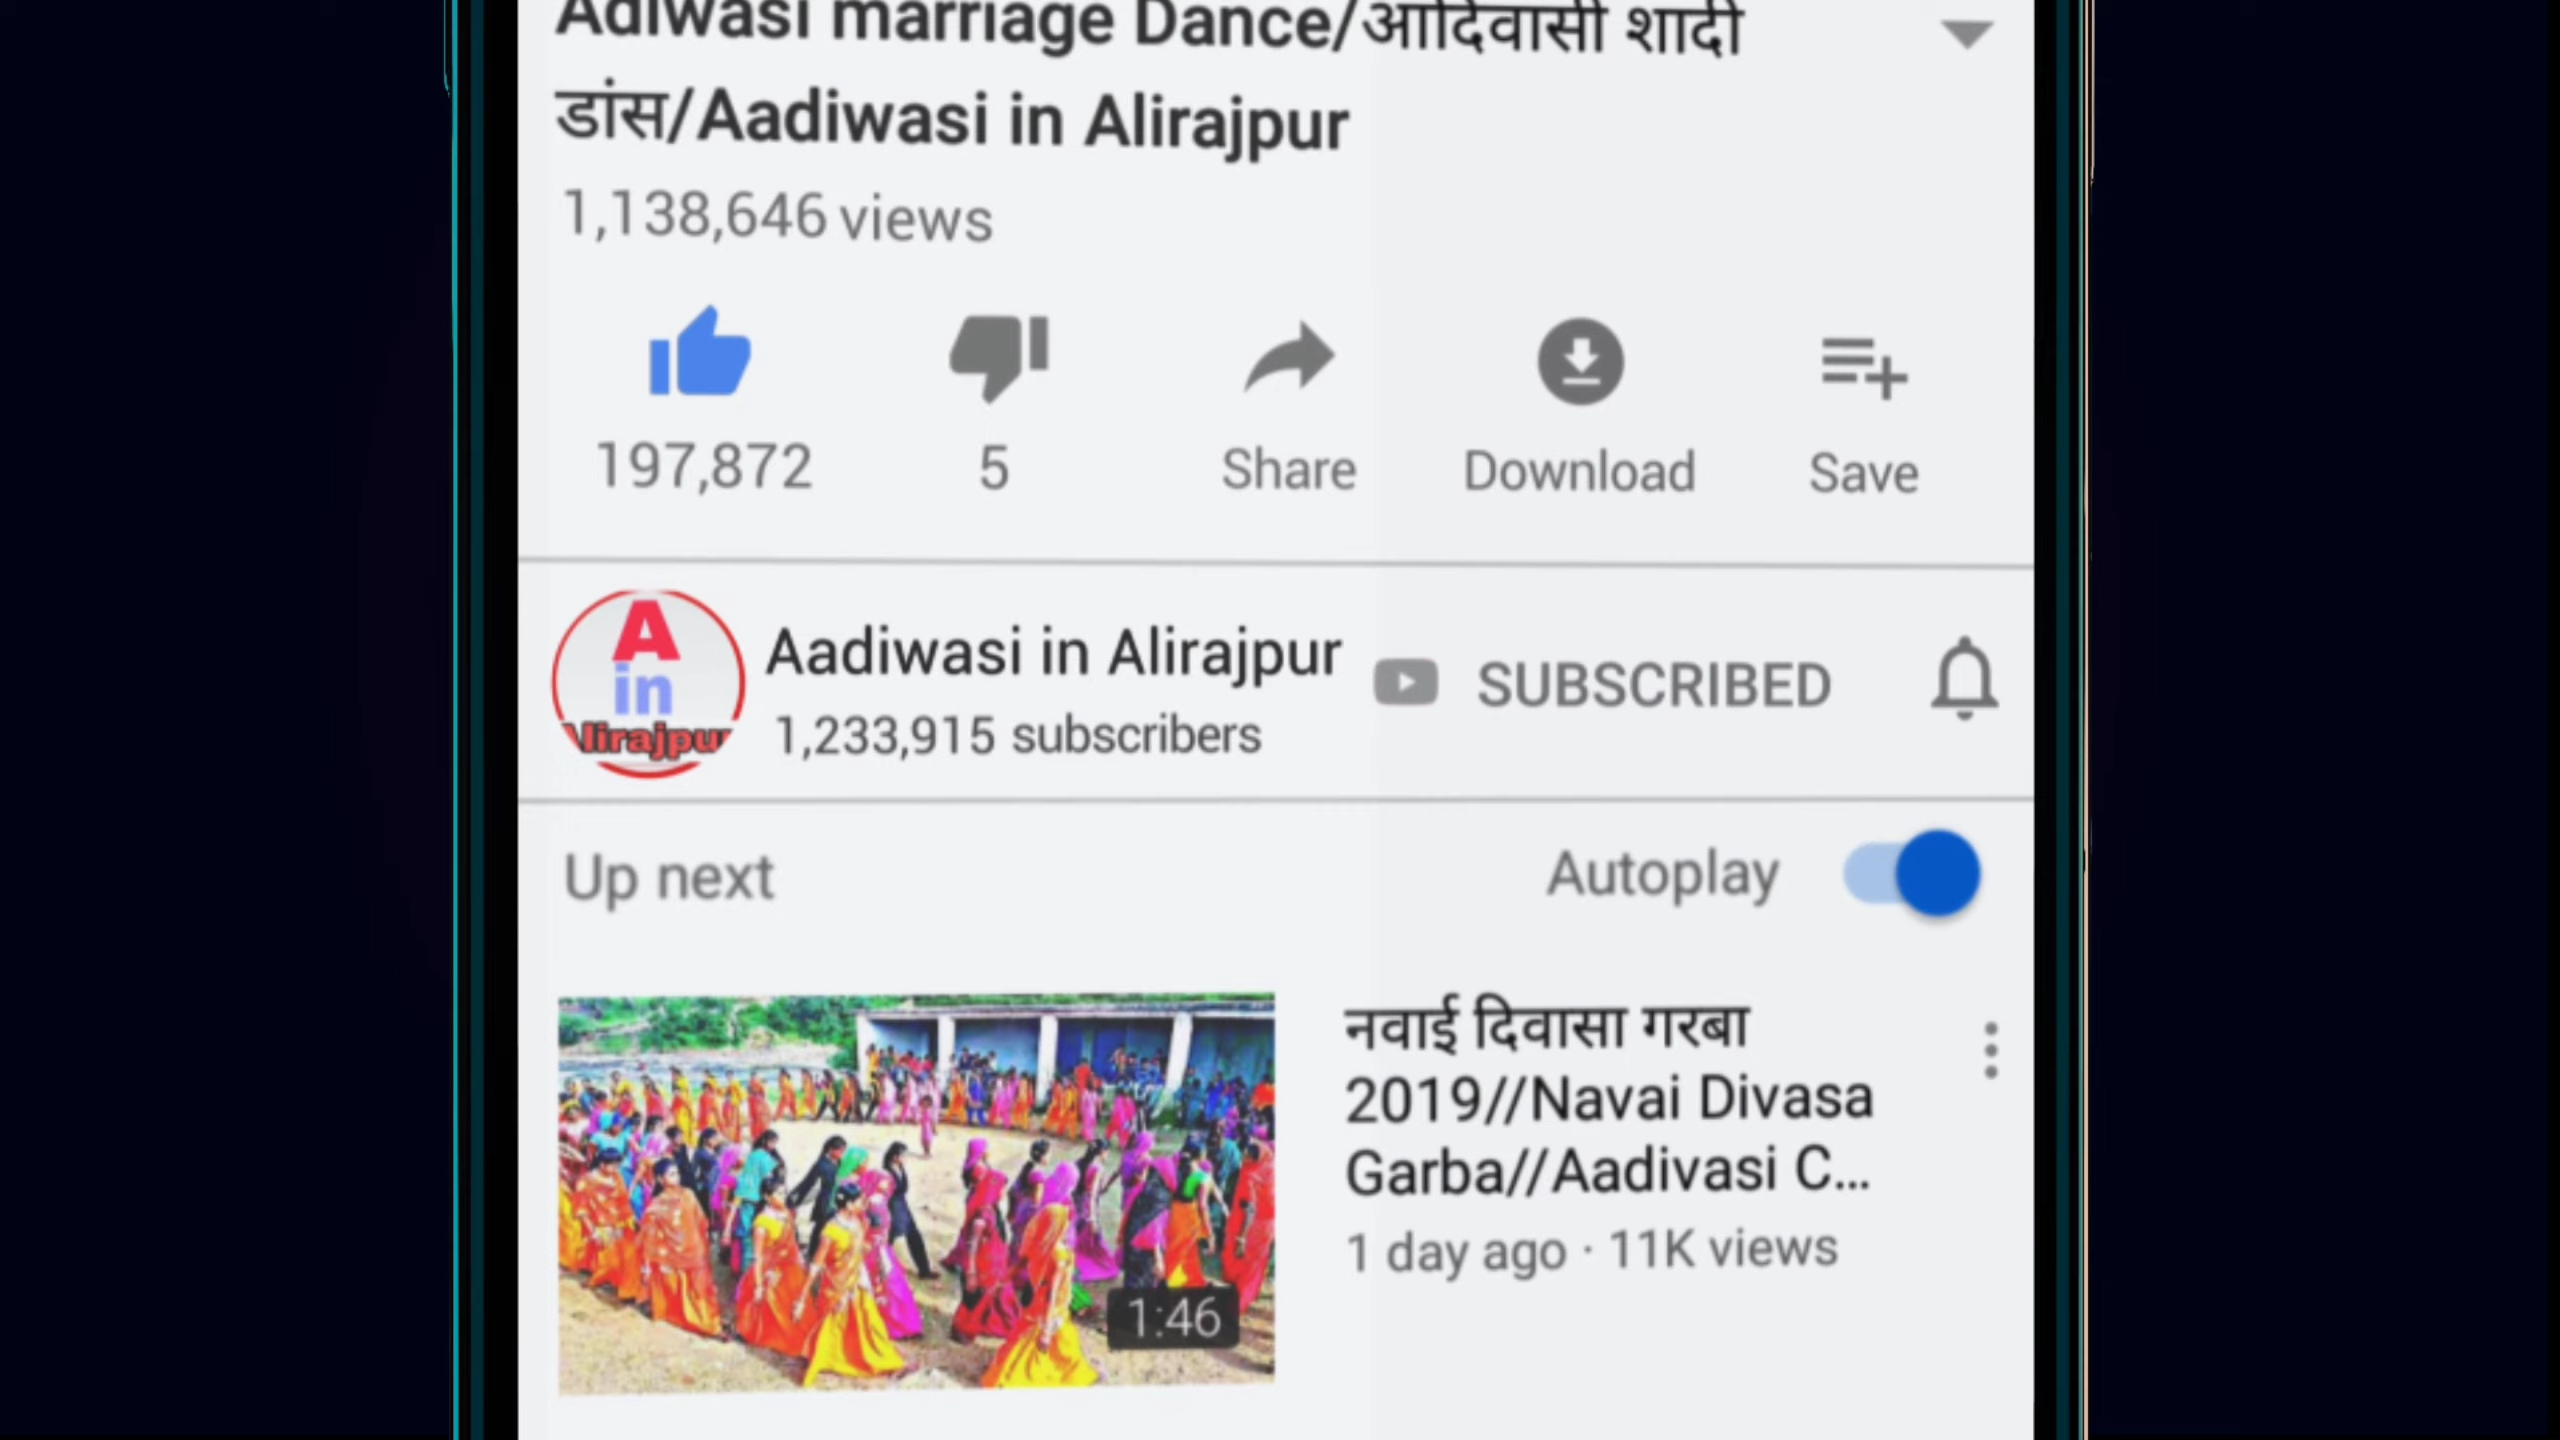 Adiwasi marriage Dance/आदिवासी शादी
डांस/Aadiwasi in Alirajpur
1,138,646 views
197,872
5
Share
Download
Save
A
in
Alirajpur
Aadiwasi in Alirajpur
1,233,915 subscribers
SUBSCRIBED
Up next
Autoplay
नवाई दिवासा गरबा
2019//Navai Divasa
Garba//Aadivasi C...
1 day ago · 11K views
1:46